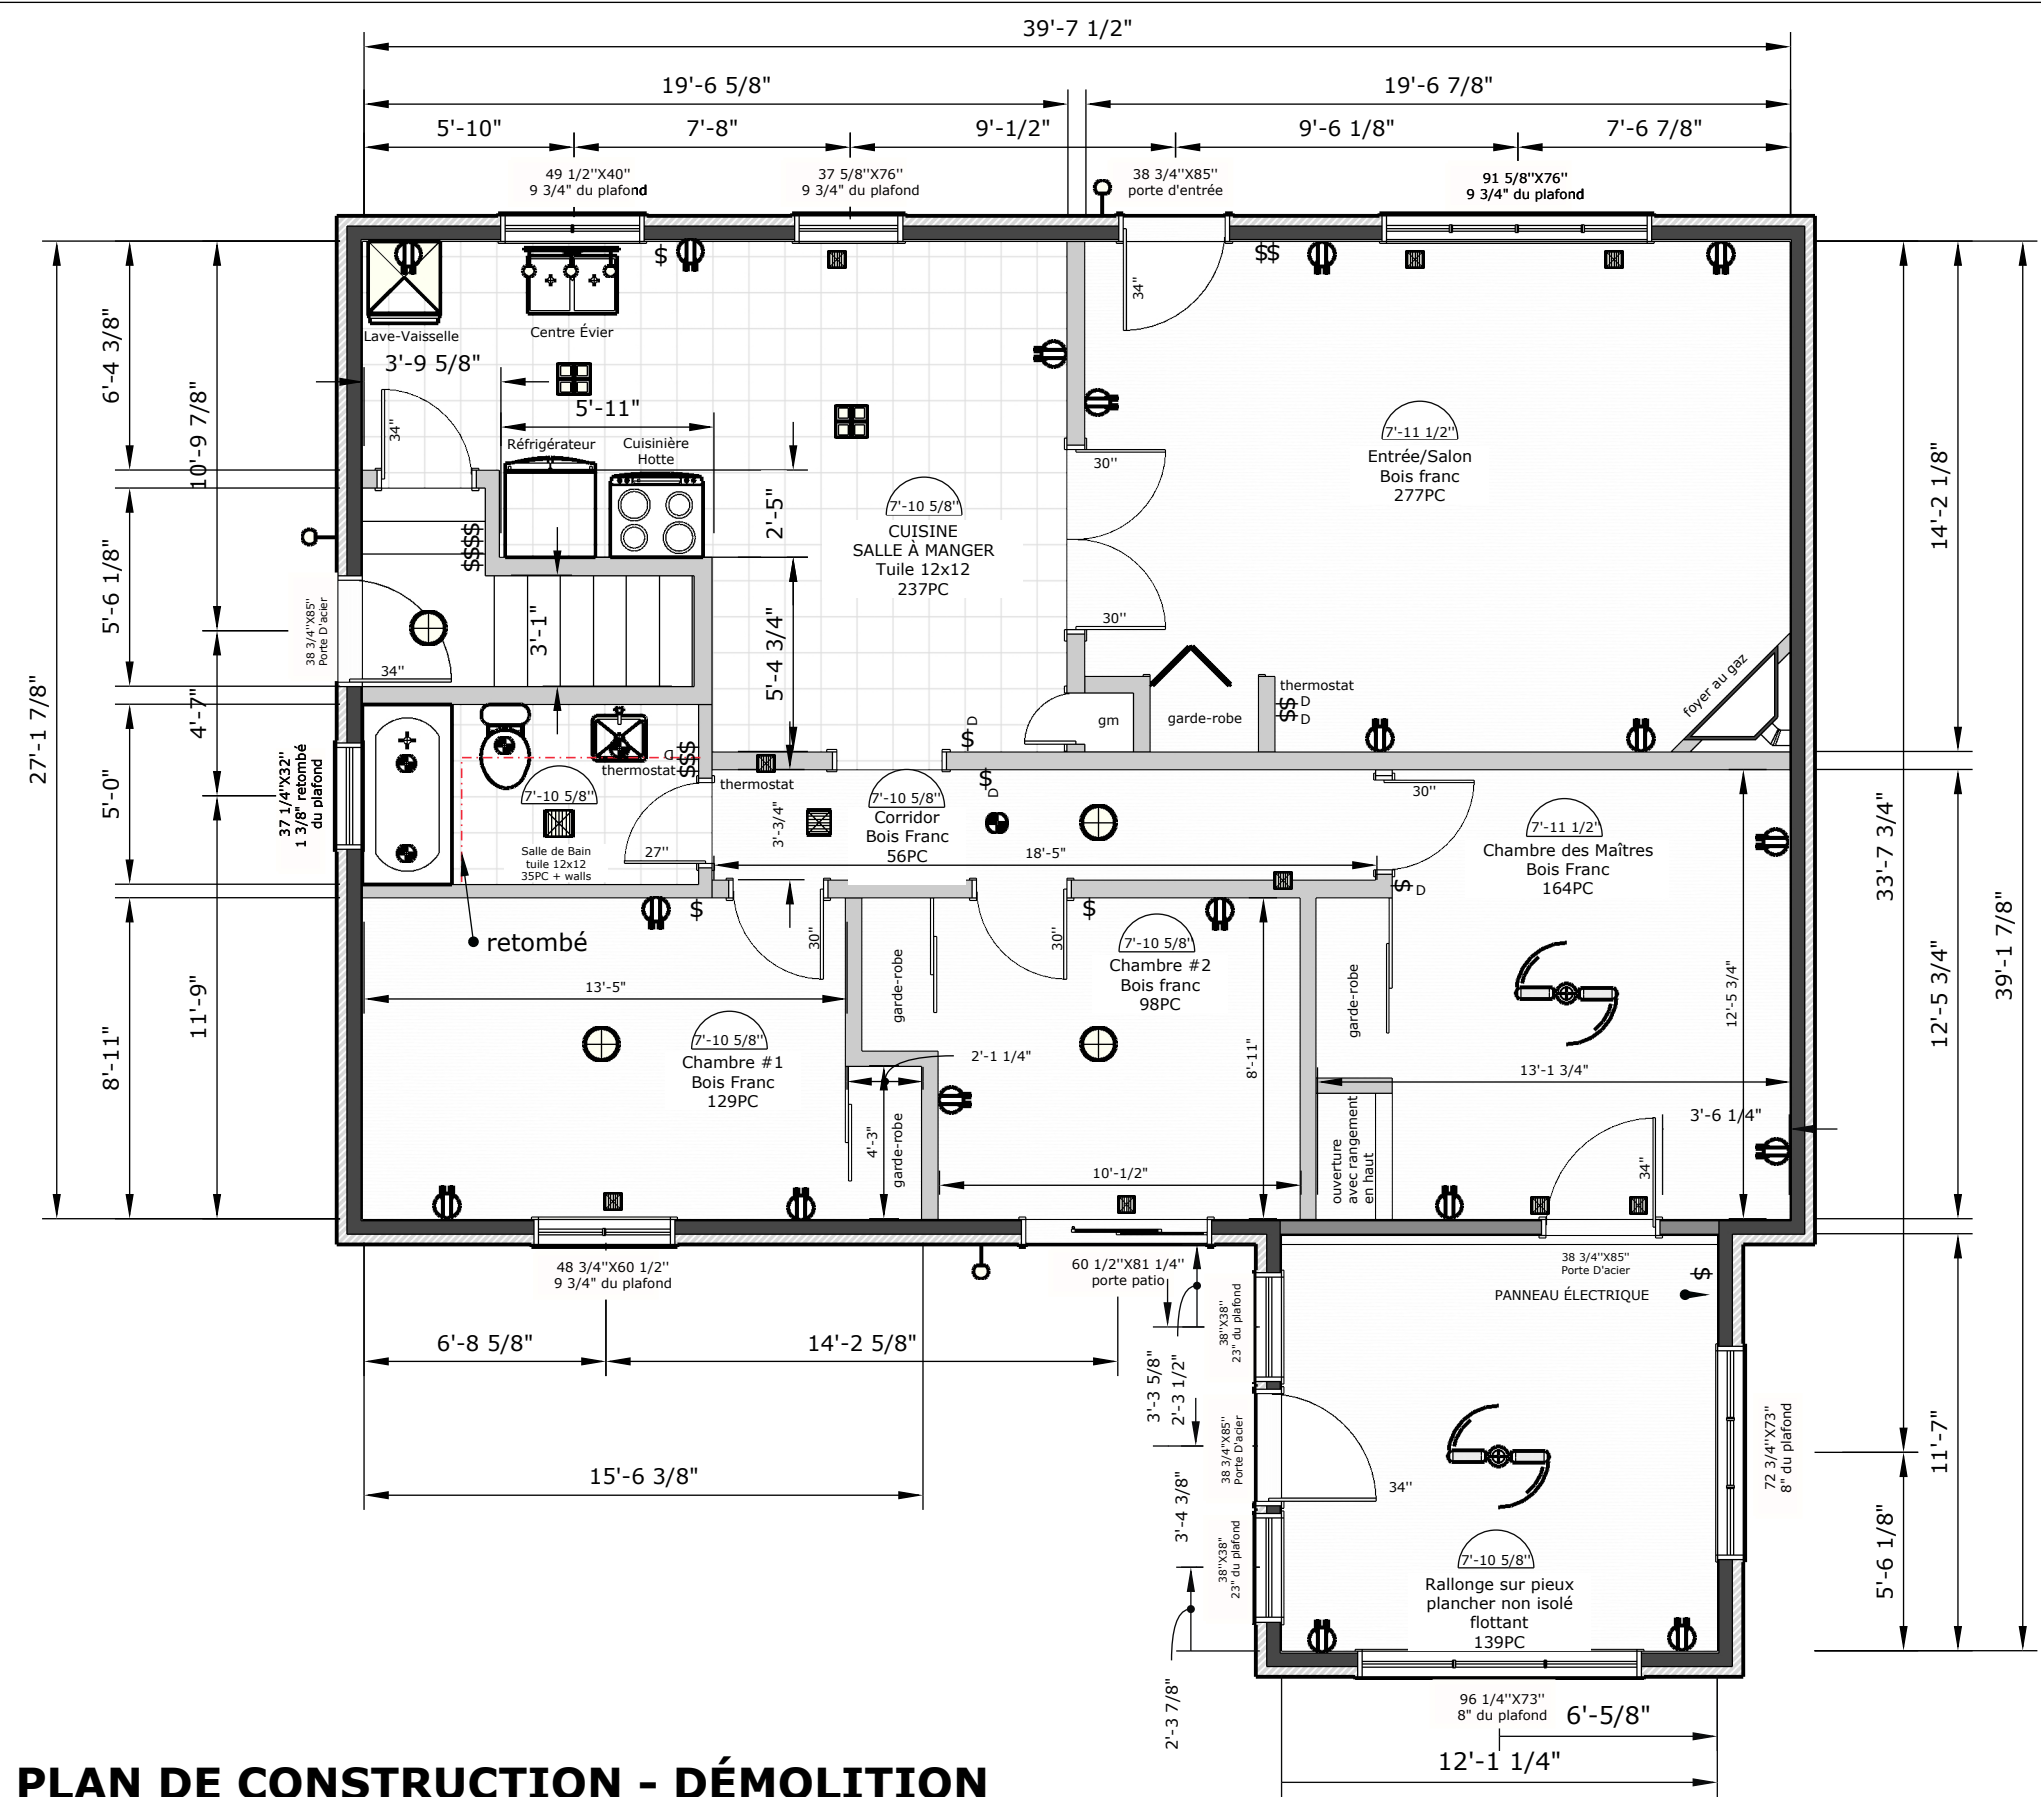 39'-7 1/2"
19'-6 5/8"
19'-6 7/8"
5'-10"
7'-8"
9'-1/2"
9'-6 1/8"
7'-6 7/8"
49 1/2"X40"
9 3/4" du plafond
37 5/8"X76"
9 3/4" du plafond
38 3/4"X85"
porte d'entrée
91 5/8"X76"
9 3/4" du plafond
$
$$
34"
Lave-Vaisselle
Centre Évier
3'-9 5/8"
5'-11"
34"
Réfrigérateur
Cuisinière
Hotte
6'-4 3/8"
10'-9 7/8"
5'-6 1/8"
4'-7"
27'-1 7/8"
5'-0"
8'-11"
11'-9"
2'-5"
5'-4 3/4"
3'-1"
$$$$
7'-10 5/8"
CUISINE
SALLE À MANGER
Tuile 12x12
237PC
30"
30"
7'-11 1/2"
Entrée/Salon
Bois franc
277PC
14'-2 1/8"
33'-7 3/4"
39'-1 7/8"
12'-5 3/4"
11'-7"
5'-6 1/8"
38 3/4"X85"
Porte D'acier
34"
37 1/4"X32"
1 3/8" retombé
du plafond
gm
garde-robe
thermostat
$ D
$ D
foyer au gaz
$ D
$$$
D
thermostat
thermostat
7'-10 5/8"
Salle de Bain
tuile 12x12
35PC + walls
27"
3'-3/4"
7'-10 5/8"
Corridor
Bois Franc
56PC
$
D
18'-5"
30"
7'-11 1/2"
Chambre des Maîtres
Bois Franc
164PC
$ D
retombé
$
30"
13'-5"
7'-10 5/8"
Chambre #1
Bois Franc
129PC
garde-robe
2'-1 1/4"
4'-3"
garde-robe
30"
$
7'-10 5/8"
Chambre #2
Bois franc
98PC
8'-11"
10'-1/2"
garde-robe
12'-5 3/4"
13'-1 3/4"
3'-6 1/4"
ouverture
avec rangement
en haut
34"
48 3/4"X60 1/2"
9 3/4" du plafond
60 1/2"X81 1/4"
porte patio
38 3/4"X85"
Porte D'acier
$
PANNEAU ÉLECTRIQUE
6'-8 5/8"
14'-2 5/8"
15'-6 3/8"
38"X38"
23" du plafond
3'-3 5/8"
2'-3 1/2"
38 3/4"X85"
Porte D'acier
3'-4 3/8"
38"X38"
23" du plafond
2'-3 7/8"
34"
72 3/4"X73"
8" du plafond
7'-10 5/8"
Rallonge sur pieux
plancher non isolé
flottant
139PC
96 1/4"X73"
8" du plafond
6'-5/8"
12'-1 1/4"
PLAN DE CONSTRUCTION - DÉMOLITION